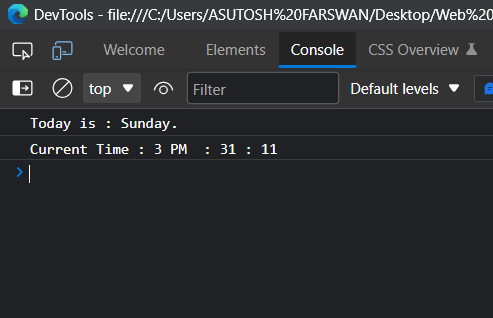 DevTools - file:///C:/Users/ASUTOSH%20FARSWAN/Desktop/Web%20
Welcome Elements Console CSS Overview
top Filter Default levels
Today is : Sunday.
Current Time : 3 PM  : 31 : 11